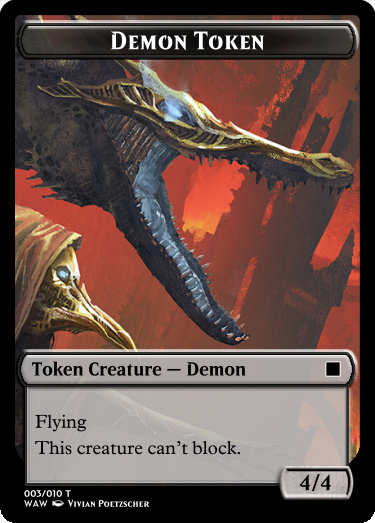 Demon Token
Token Creature — Demon
Flying
This creature can't block.
4/4
003/010 T
WAW Vivian Poetzscher